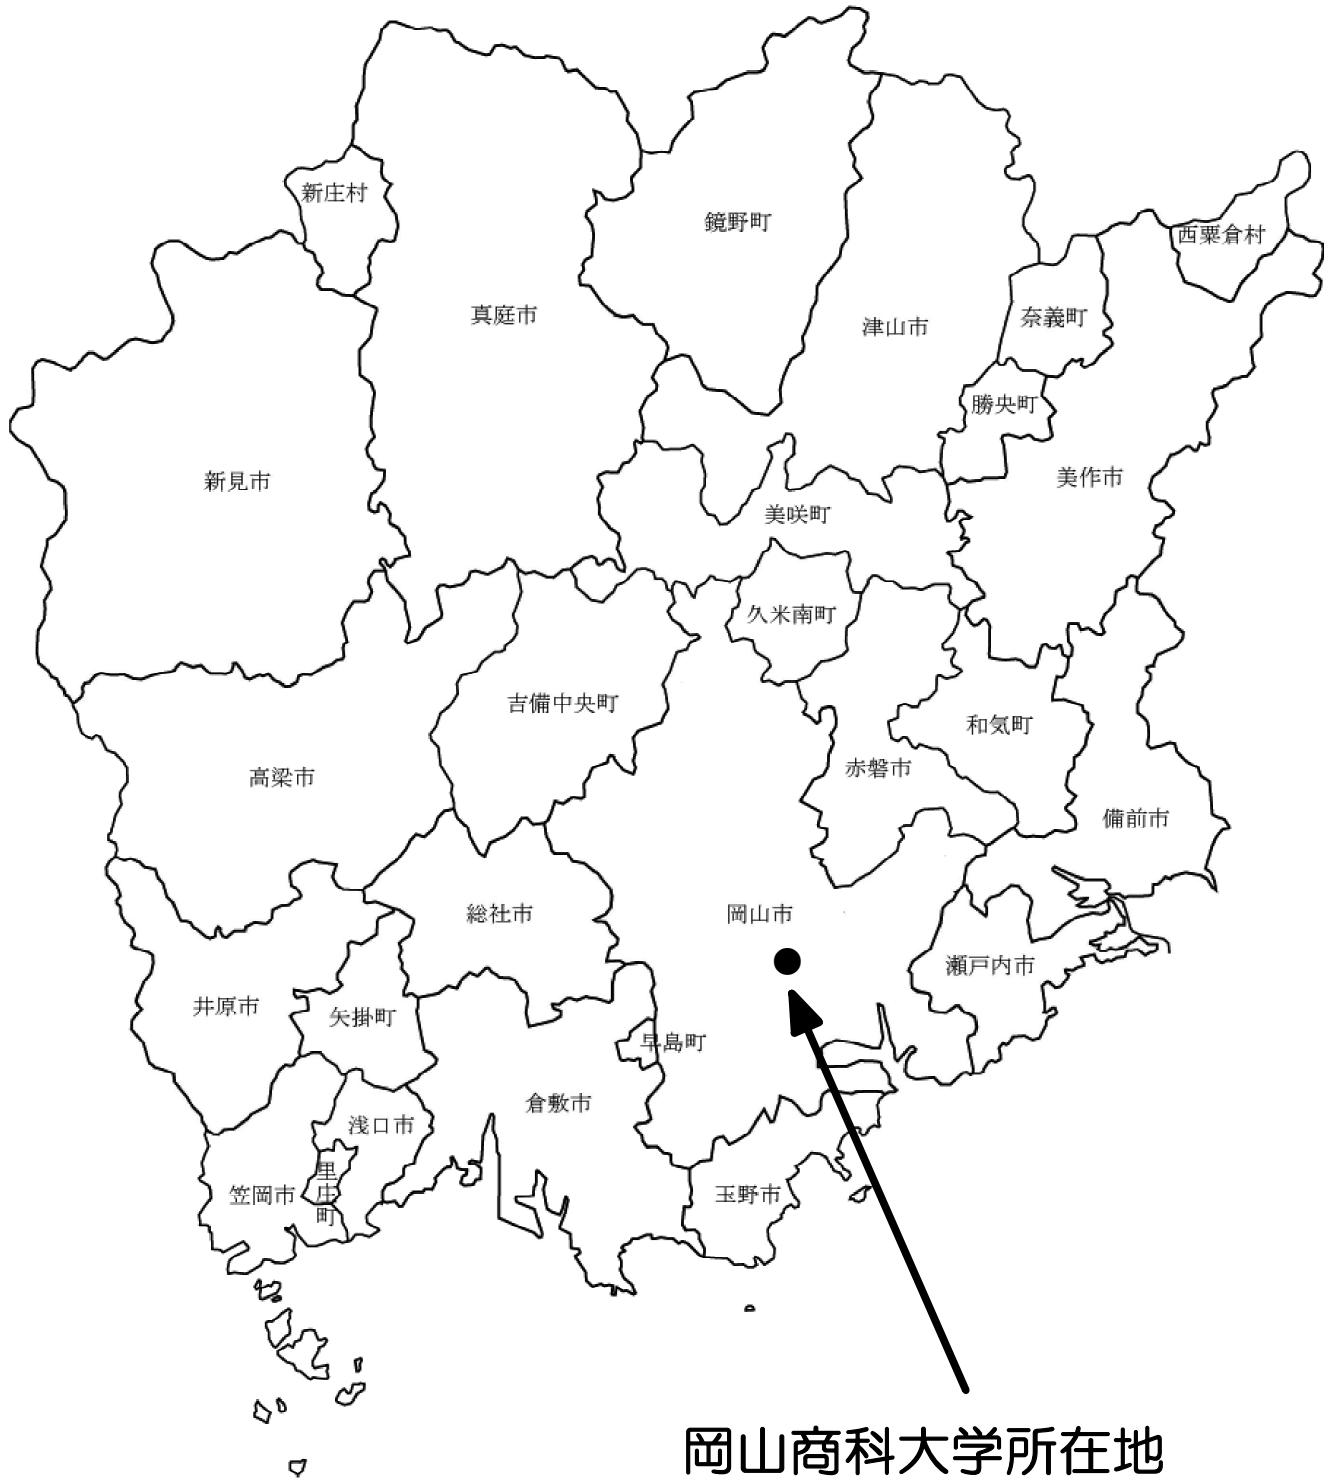 新庄村
鏡野町
西粟倉村
真庭市
津山市
奈義町
勝央町
新見市
美作市
美咲町
久米南町
吉備中央町
和気町
高梁市
赤磐市
備前市
総社市
岡山市
瀬戸内市
井原市
矢掛町
早島町
倉敷市
浅口市
里庄町
笠岡市
玉野市
岡山商科大学所在地